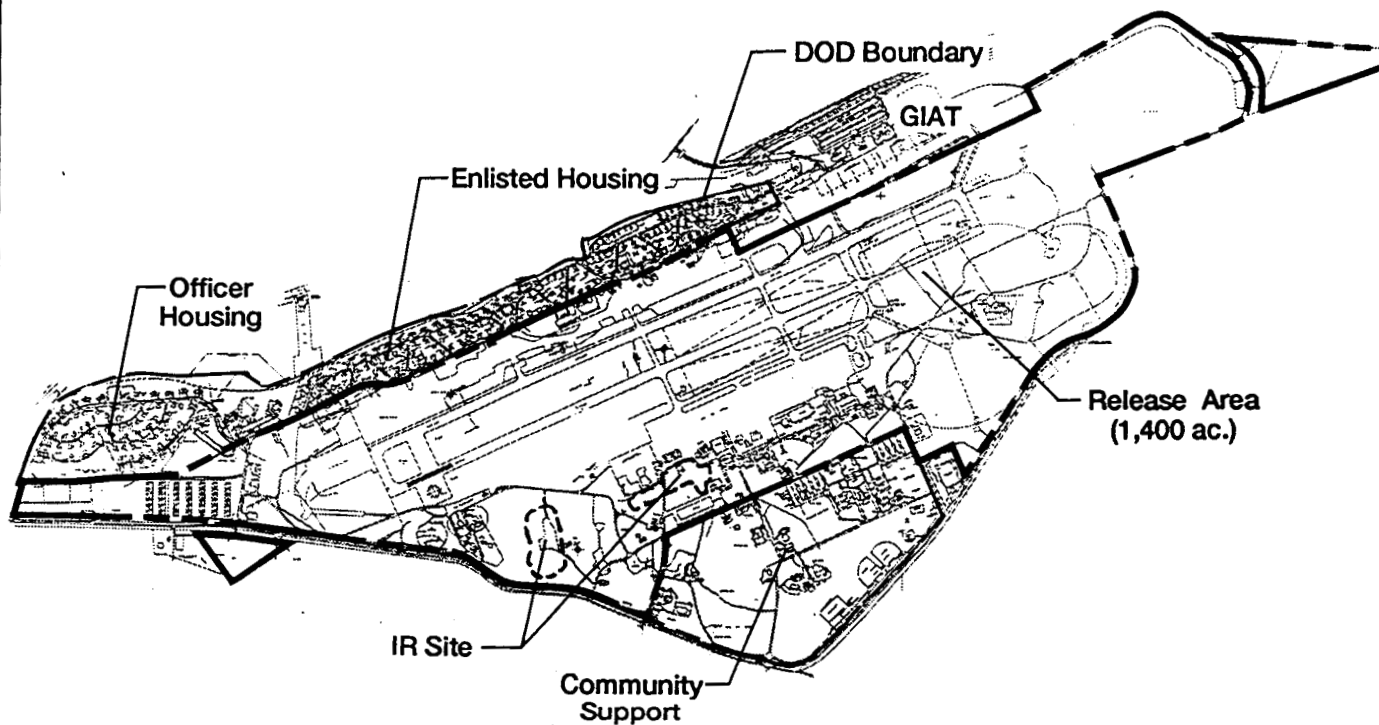 DOD Boundary
GIAT
Enlisted Housing
Officer
Housing
Release Area
(1,400 ac.)
IR Site
Community
Support